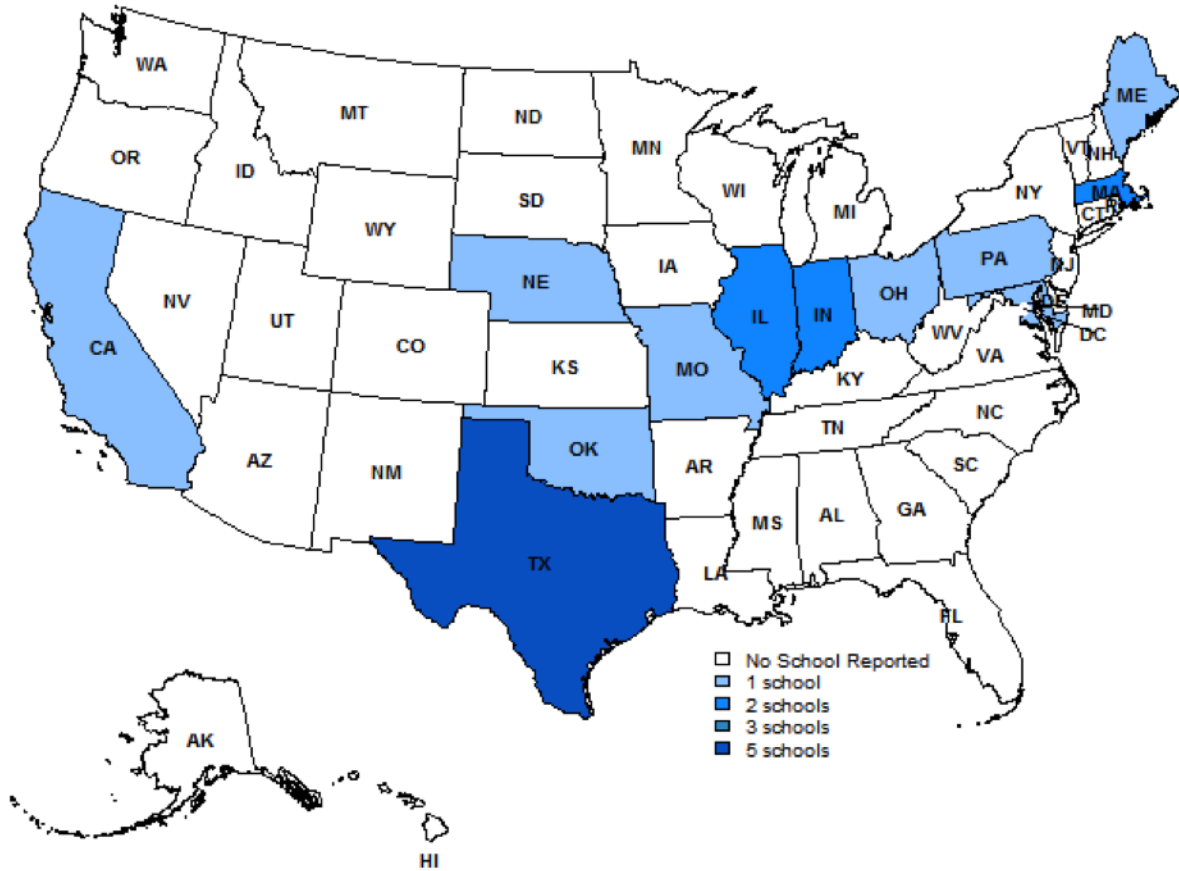 WA
MT
ND
MN
ME
OR
ID
SD
WI
MI
VT
NH
NY
MA
CT
RI
WY
NE
IA
PA
NJ
NV
UT
CO
IL
IN
OH
DE
MD
DC
CA
KS
MO
WV
VA
KY
AZ
NM
OK
AR
TN
NC
SC
TX
LA
MS
AL
GA
FL
No School Reported
1 school
2 schools
3 schools
5 schools
AK
HI